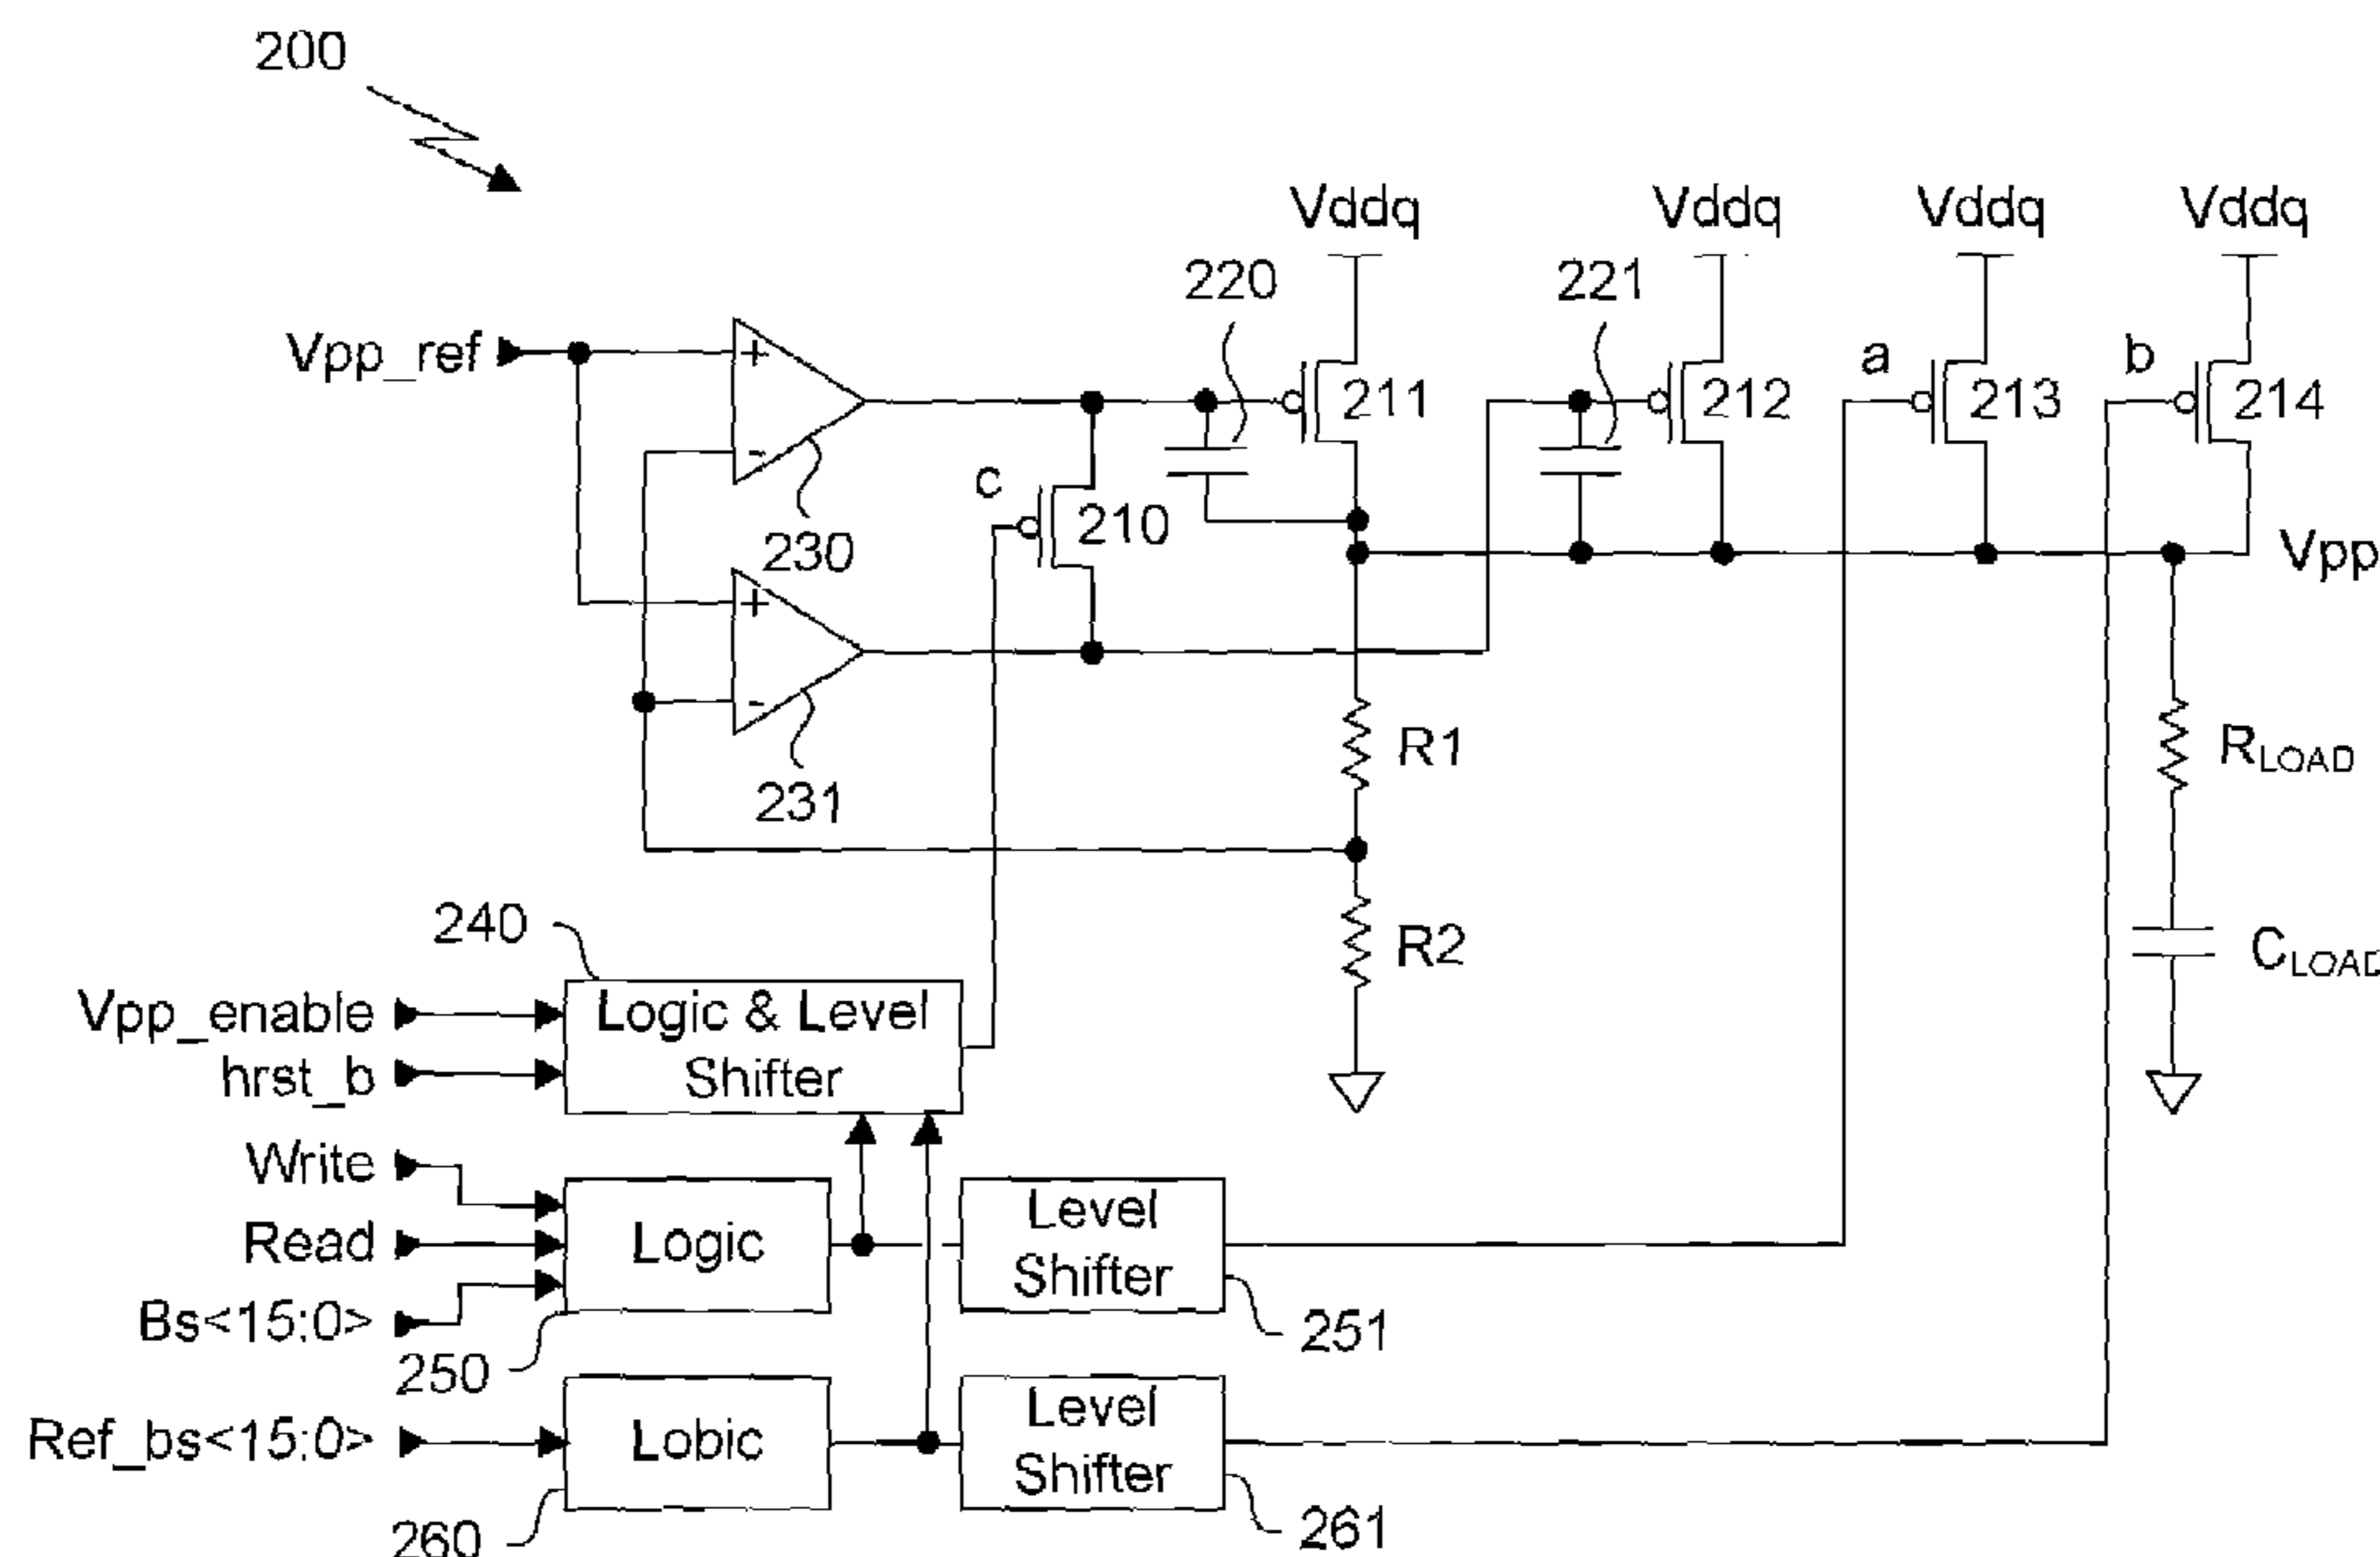 200
Vddq Vddq Vddq Vddq
220 221
Vpp_ref + 211 212 a 213 b 214
-
c 210
230
Vpp
+
-
231
R1 R
LOAD
240 R2 C
LOAD
Vpp_enable Logic & Level
hrst_b Shifter
Write
Read Logic Level
Shifter
Bs<15:0>
250 251
Ref_bs<15:0> Lobic Level
Shifter
260 261